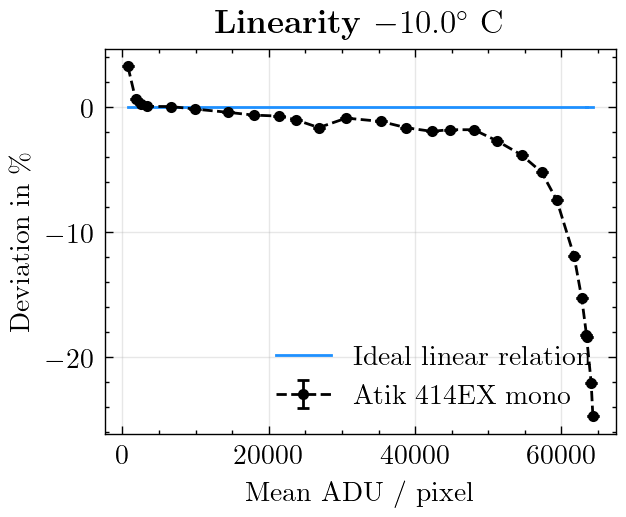 Linearity −10.0° C
Deviation in %
0
−10
−20
Ideal linear relation
Atik 414EX mono
0 20000 40000 60000
Mean ADU / pixel